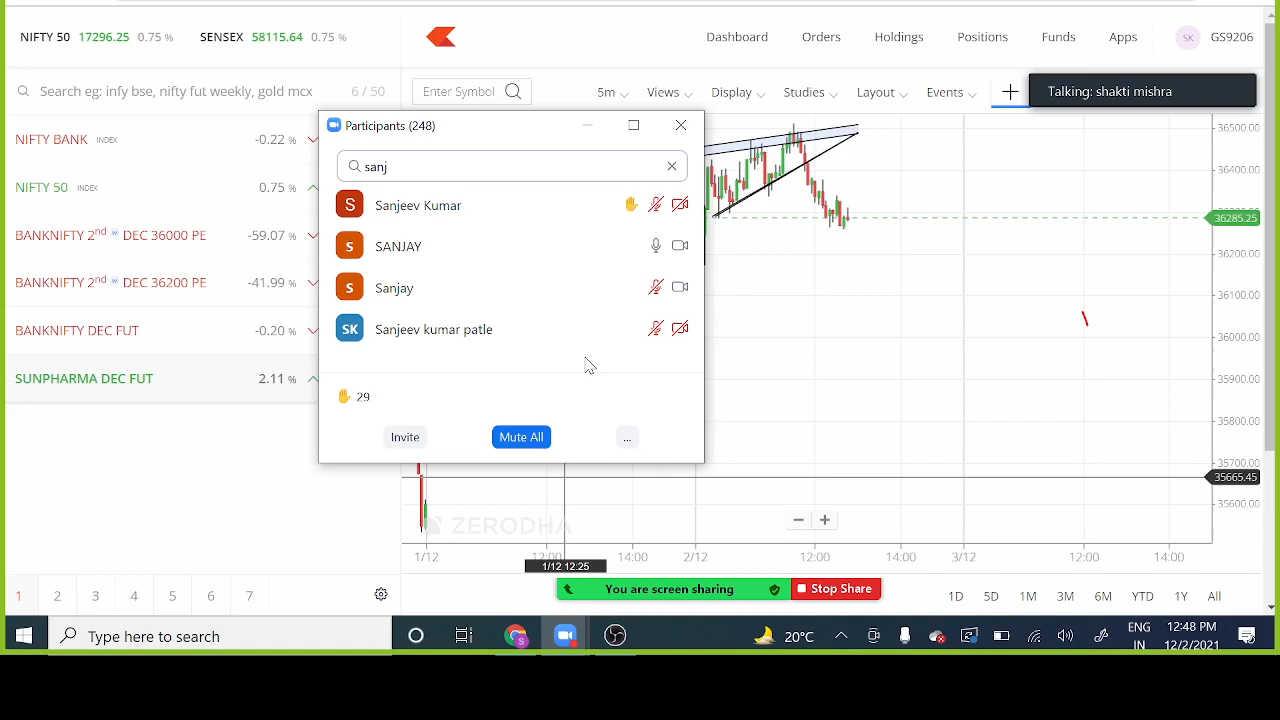 NIFTY 50 17296.25 0.75 % SENSEX 58115.64 0.75 %
Dashboard Orders Holdings Positions Funds Apps SK GS9206
Search eg: infy bse, nifty fut weekly, gold mcx 6 / 50
Enter Symbol 5m Views Display Studies Layout Events
Talking: shakti mishra
NIFTY BANK INDEX -0.22 %
NIFTY 50 INDEX 0.75 %
BANKNIFTY 2nd w DEC 36000 PE -59.07 %
BANKNIFTY 2nd w DEC 36200 PE -41.99 %
BANKNIFTY DEC FUT -0.20 %
SUNPHARMA DEC FUT 2.11 %
Participants (248)
sanj
S Sanjeev Kumar
S SANJAY
S Sanjay
SK Sanjeev kumar patle
29
Invite Mute All ...
36500.00
36400.00
36285.25
36200.00
36100.00
36000.00
35900.00
35800.00
35700.00
35665.45
35600.00
ZERODHA
1/12 12:00 14:00 2/12 12:00 14:00 3/12 12:00 14:00
1/12 12:25
You are screen sharing Stop Share
1 2 3 4 5 6 7
1D 5D 1M 3M 6M YTD 1Y All
Type here to search
20°C
ENG
IN
12:48 PM
12/2/2021